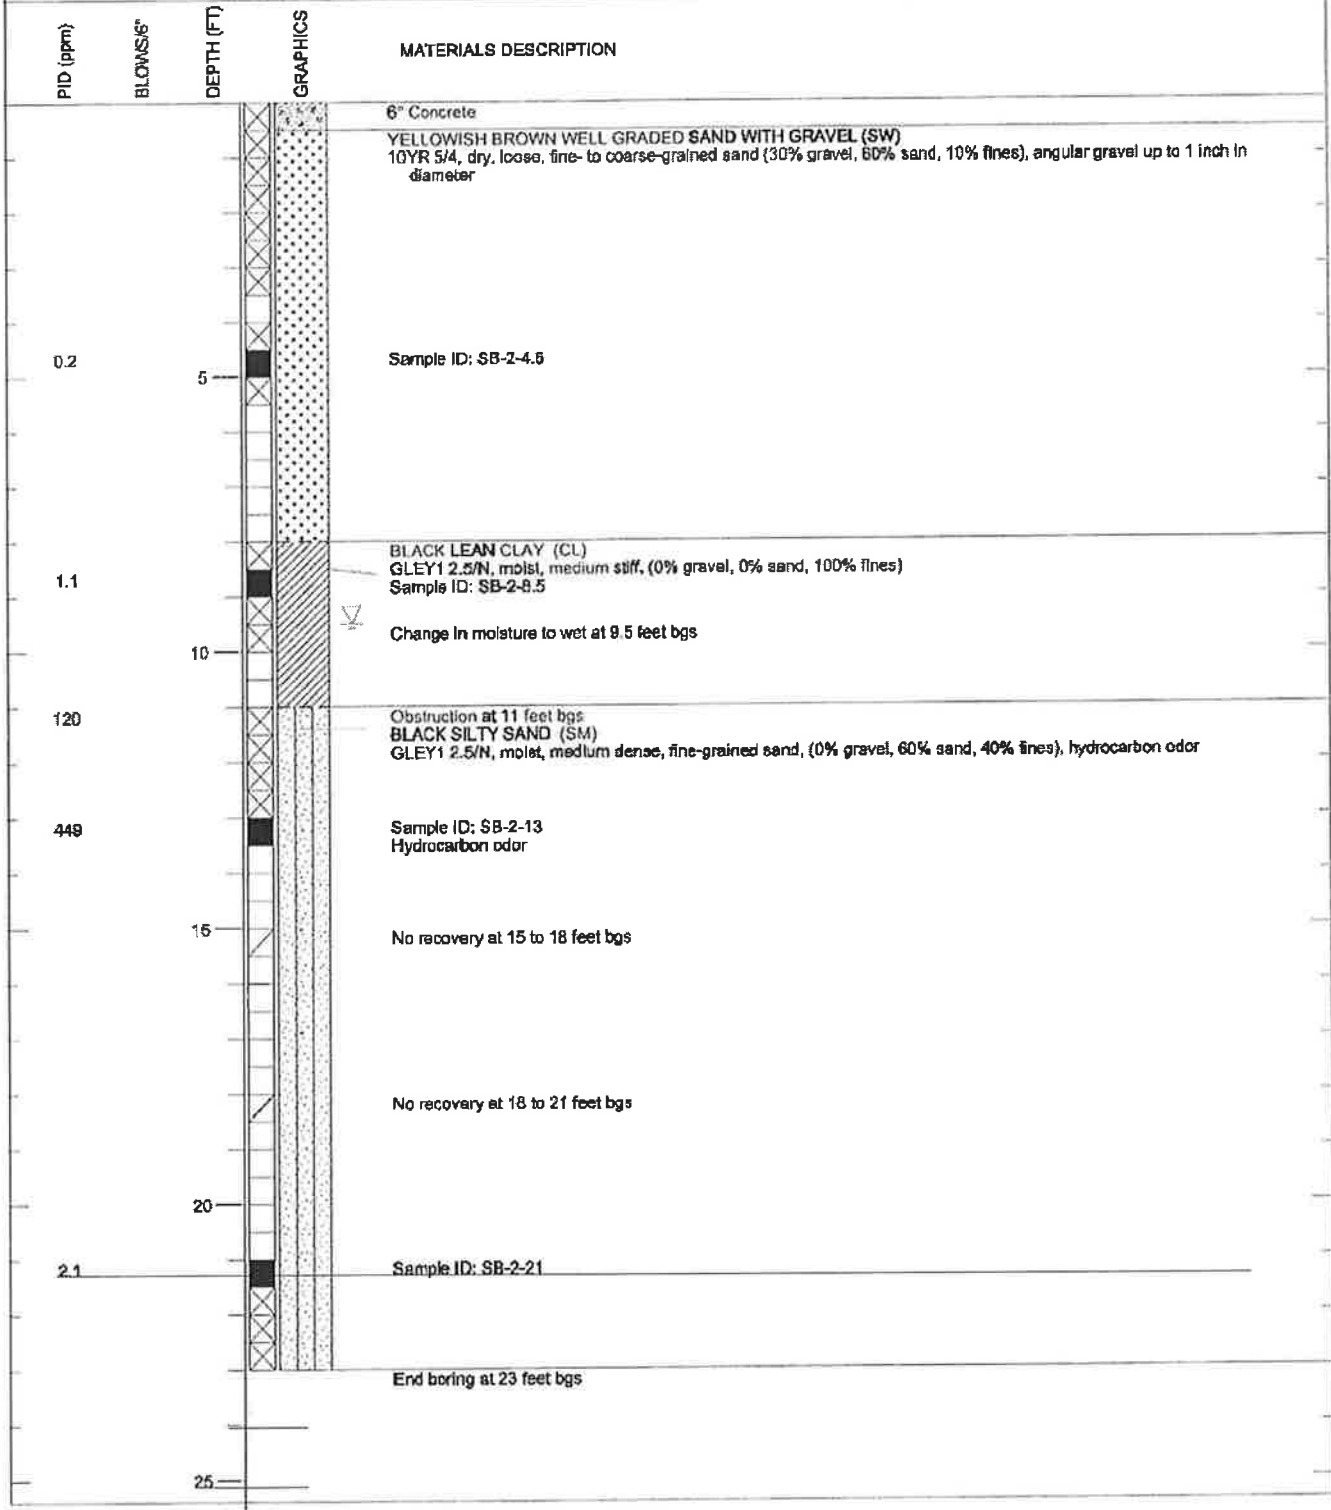 PID (ppm)
BLOWS/6"
DEPTH (FT)
GRAPHICS
MATERIALS DESCRIPTION
6" Concrete
YELLOWISH BROWN WELL GRADED SAND WITH GRAVEL (SW)
10YR 5/4, dry, loose, fine- to coarse-grained sand (30% gravel, 60% sand, 10% fines), angular gravel up to 1 inch in
diameter
0.2
5
Sample ID: SB-2-4.5
BLACK LEAN CLAY (CL)
GLEY1 2.5/N, moist, medium stiff, (0% gravel, 0% sand, 100% fines)
1.1
Sample ID: SB-2-8.5
Change in moisture to wet at 9.5 feet bgs
10
120
Obstruction at 11 feet bgs
BLACK SILTY SAND (SM)
GLEY1 2.5/N, moist, medium dense, fine-grained sand, (0% gravel, 60% sand, 40% fines), hydrocarbon odor
449
Sample ID: SB-2-13
Hydrocarbon odor
15
No recovery at 15 to 18 feet bgs
No recovery at 18 to 21 feet bgs
20
2.1
Sample ID: SB-2-21
End boring at 23 feet bgs
25